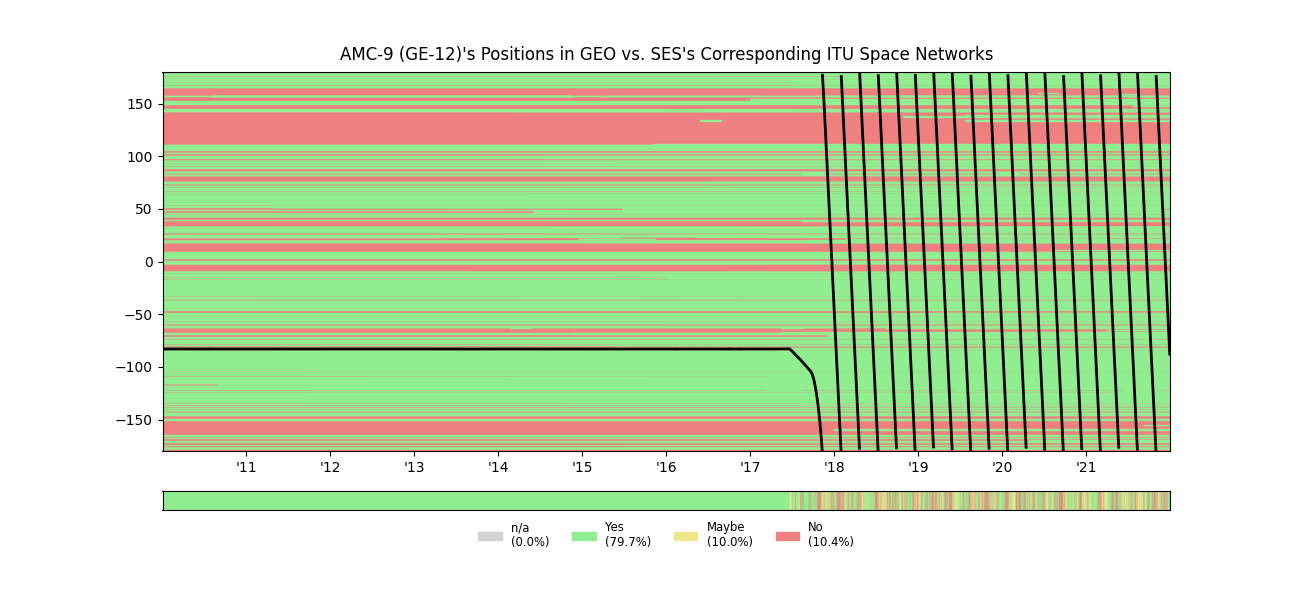 AMC-9 (GE-12)'s Positions in GEO vs. SES's Corresponding ITU Space Networks
150
100
50
0
−50
−100
−150
'11 '12 '13 '14 '15 '16 '17 '18 '19 '20 '21
n/a Yes Maybe No
(0.0%) (79.7%) (10.0%) (10.4%)